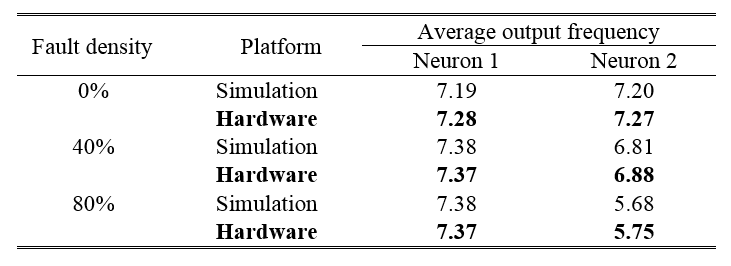 Fault density Platform Average output frequency
Neuron 1 Neuron 2
0% Simulation 7.19 7.20
Hardware 7.28 7.27
40% Simulation 7.38 6.81
Hardware 7.37 6.88
80% Simulation 7.38 5.68
Hardware 7.37 5.75